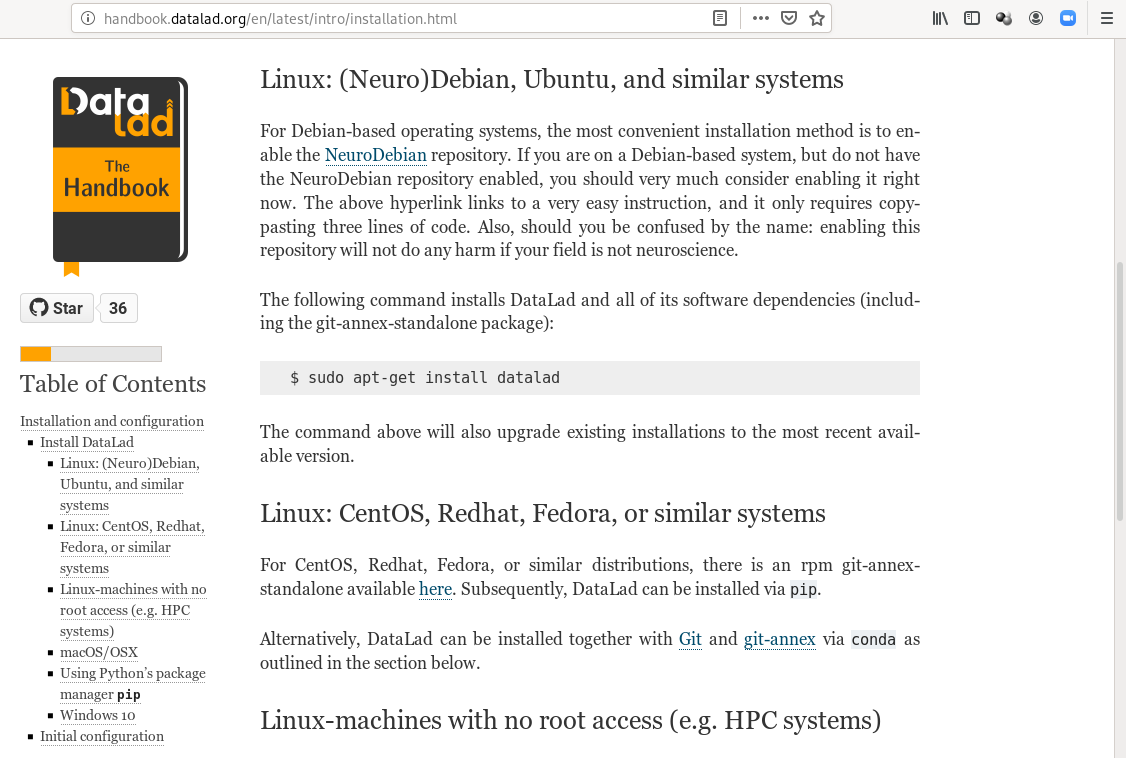 handbook.datalad.org/en/latest/intro/installation.html
Data
lad
The
Handbook
Star 36
Table of Contents
Installation and configuration
Install DataLad
Linux: (Neuro)Debian,
Ubuntu, and similar
systems
Linux: CentOS, Redhat,
Fedora, or similar
systems
Linux-machines with no
root access (e.g. HPC
systems)
macOS/OSX
Using Python’s package
manager pip
Windows 10
Initial configuration
Linux: (Neuro)Debian, Ubuntu, and similar systems
For Debian-based operating systems, the most convenient installation method is to en-
able the NeuroDebian repository. If you are on a Debian-based system, but do not have
the NeuroDebian repository enabled, you should very much consider enabling it right
now. The above hyperlink links to a very easy instruction, and it only requires copy-
pasting three lines of code. Also, should you be confused by the name: enabling this
repository will not do any harm if your field is not neuroscience.
The following command installs DataLad and all of its software dependencies (includ-
ing the git-annex-standalone package):
$ sudo apt-get install datalad
The command above will also upgrade existing installations to the most recent avail-
able version.
Linux: CentOS, Redhat, Fedora, or similar systems
For CentOS, Redhat, Fedora, or similar distributions, there is an rpm git-annex-
standalone available here. Subsequently, DataLad can be installed via pip.
Alternatively, DataLad can be installed together with Git and git-annex via conda as
outlined in the section below.
Linux-machines with no root access (e.g. HPC systems)